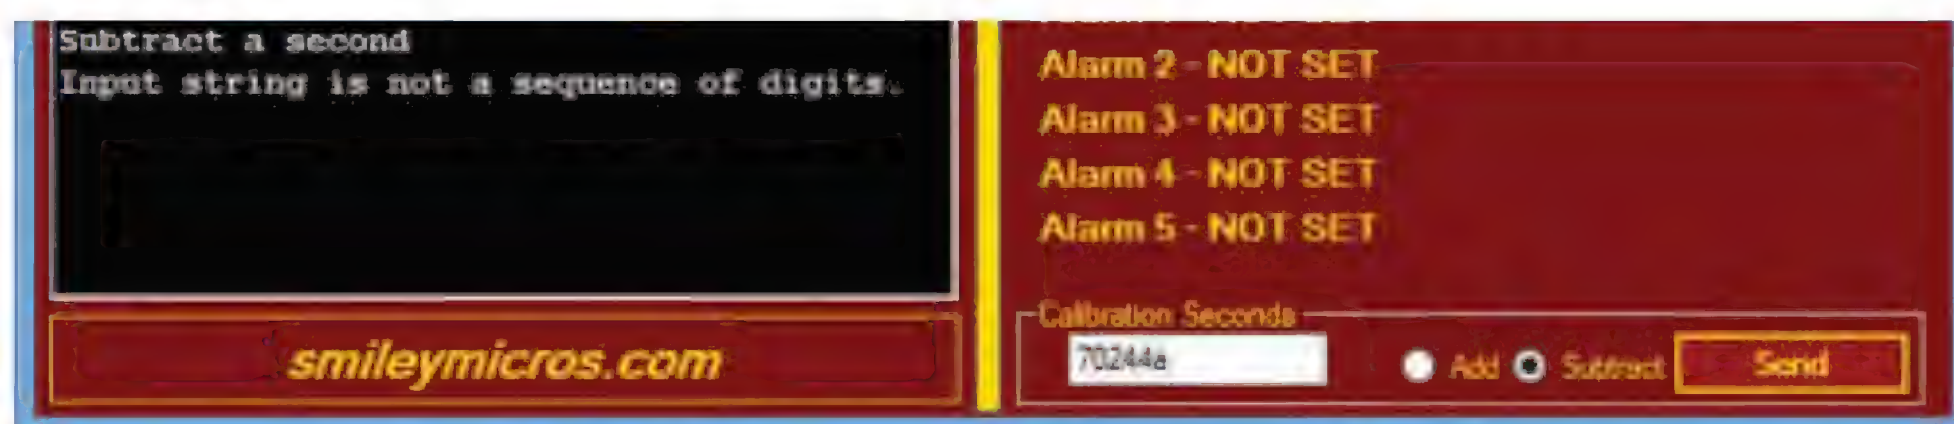 Subtract a second
Input string is not a sequence of digits.
smileymicros.com
Alarm 2 - NOT SET
Alarm 3 - NOT SET
Alarm 4 - NOT SET
Alarm 5 - NOT SET
Calibration Seconds
70244a
Add
Subtract
Send